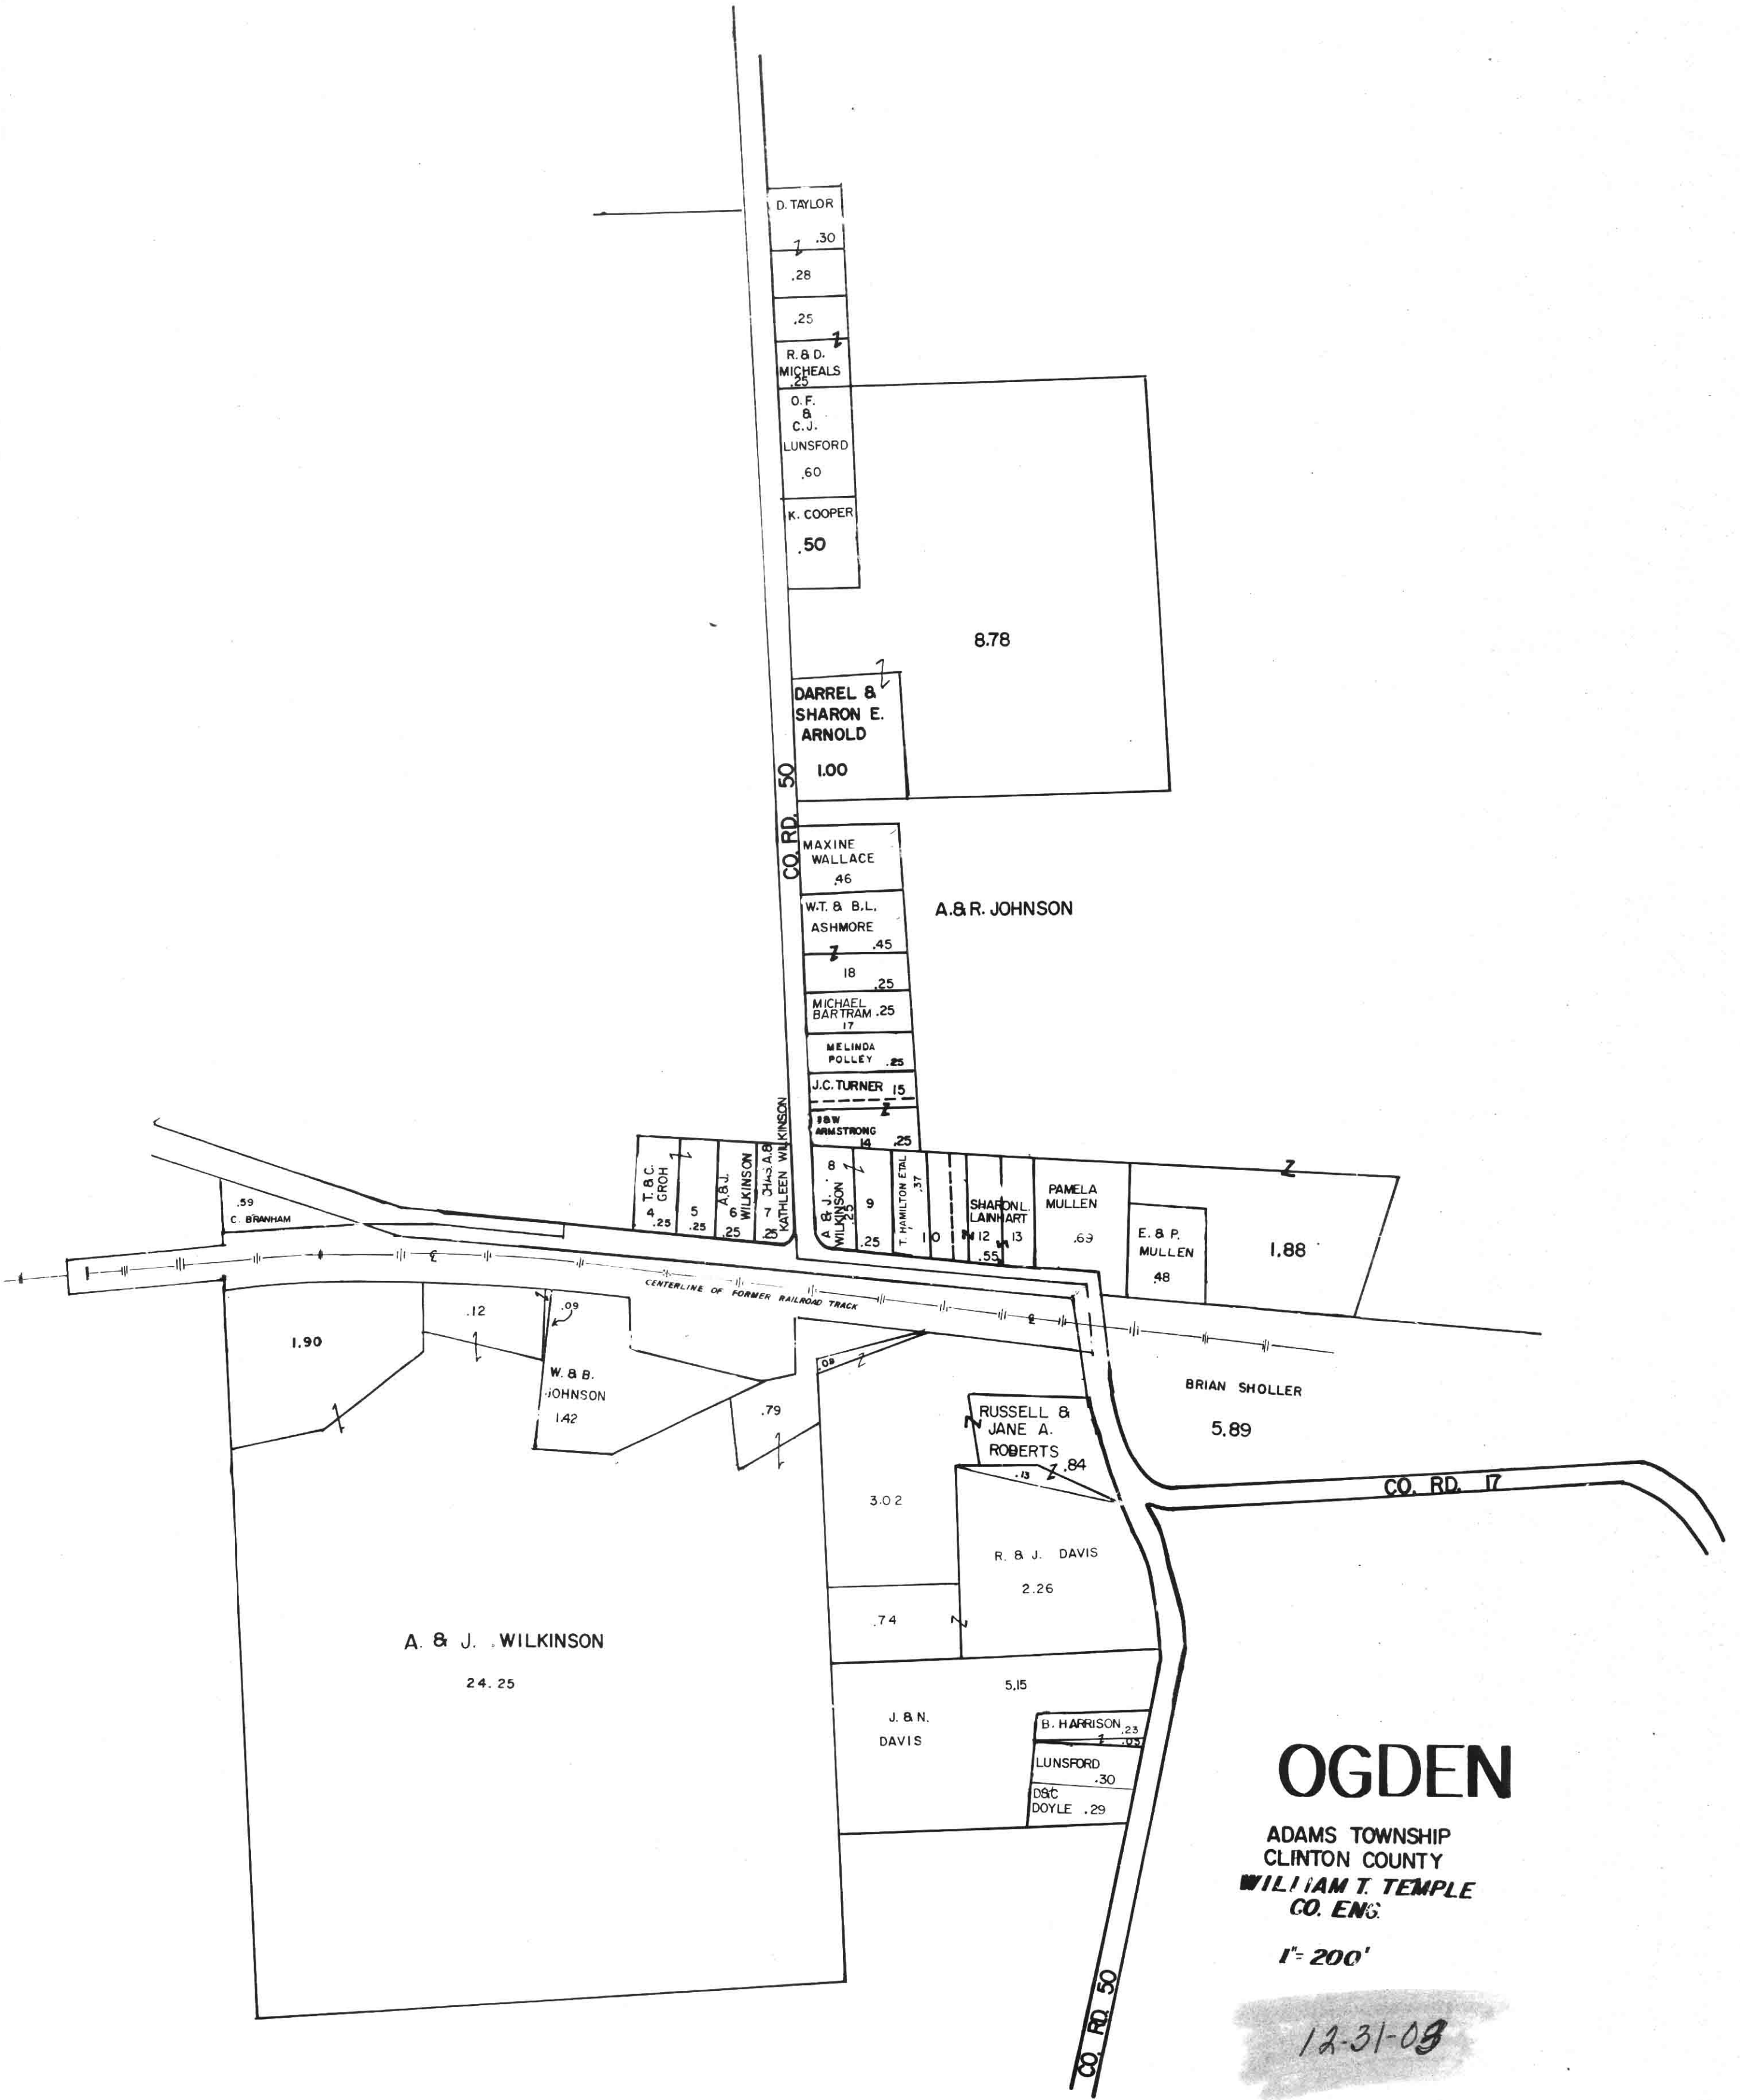 D. TAYLOR
.30
.28
.25
R. & D.
MICHEALS
.25
O. F.
&
C. J.
LUNSFORD
.60
K. COOPER
.50
8.78
DARREL &
SHARON E.
ARNOLD
1.00
CO. RD. 50
MAXINE
WALLACE
.46
W.T. & B.L.
ASHMORE
.45
A.& R. JOHNSON
18
.25
MICHAEL
BARTRAM .25
17
MELINDA
POLLEY .25
J.C. TURNER 15
ARMSTRONG
14 .25
T. & C.
GROH
4
.25
5
.25
A.& J.
WILKINSON
6
.25
CHAS. A. &
KATHLEEN WILKINSON
7
.25
A & J.
WILKINSON
8
.25
9
.25
T. HAMILTON ETAL
.37
10
SHARON L.
LAINHART
12 13
.55
PAMELA
MULLEN
.69
E. & P.
MULLEN
.48
1.88
.59
C. BRANHAM
CENTERLINE OF FORMER RAILROAD TRACK
1.90
.12
.09
W. & B.
JOHNSON
1.42
.79
BRIAN SHOLLER
5.89
RUSSELL &
JANE A.
ROBERTS
.84
.13
3.02
CO. RD. 17
R. & J. DAVIS
2.26
.74
A. & J. WILKINSON
24.25
5.15
J. & N.
DAVIS
B. HARRISON .23
.03
LUNSFORD
.30
D&C
DOYLE .29
CO. RD. 50
OGDEN
ADAMS TOWNSHIP
CLINTON COUNTY
WILLIAM T. TEMPLE
CO. ENG.
1"= 200'